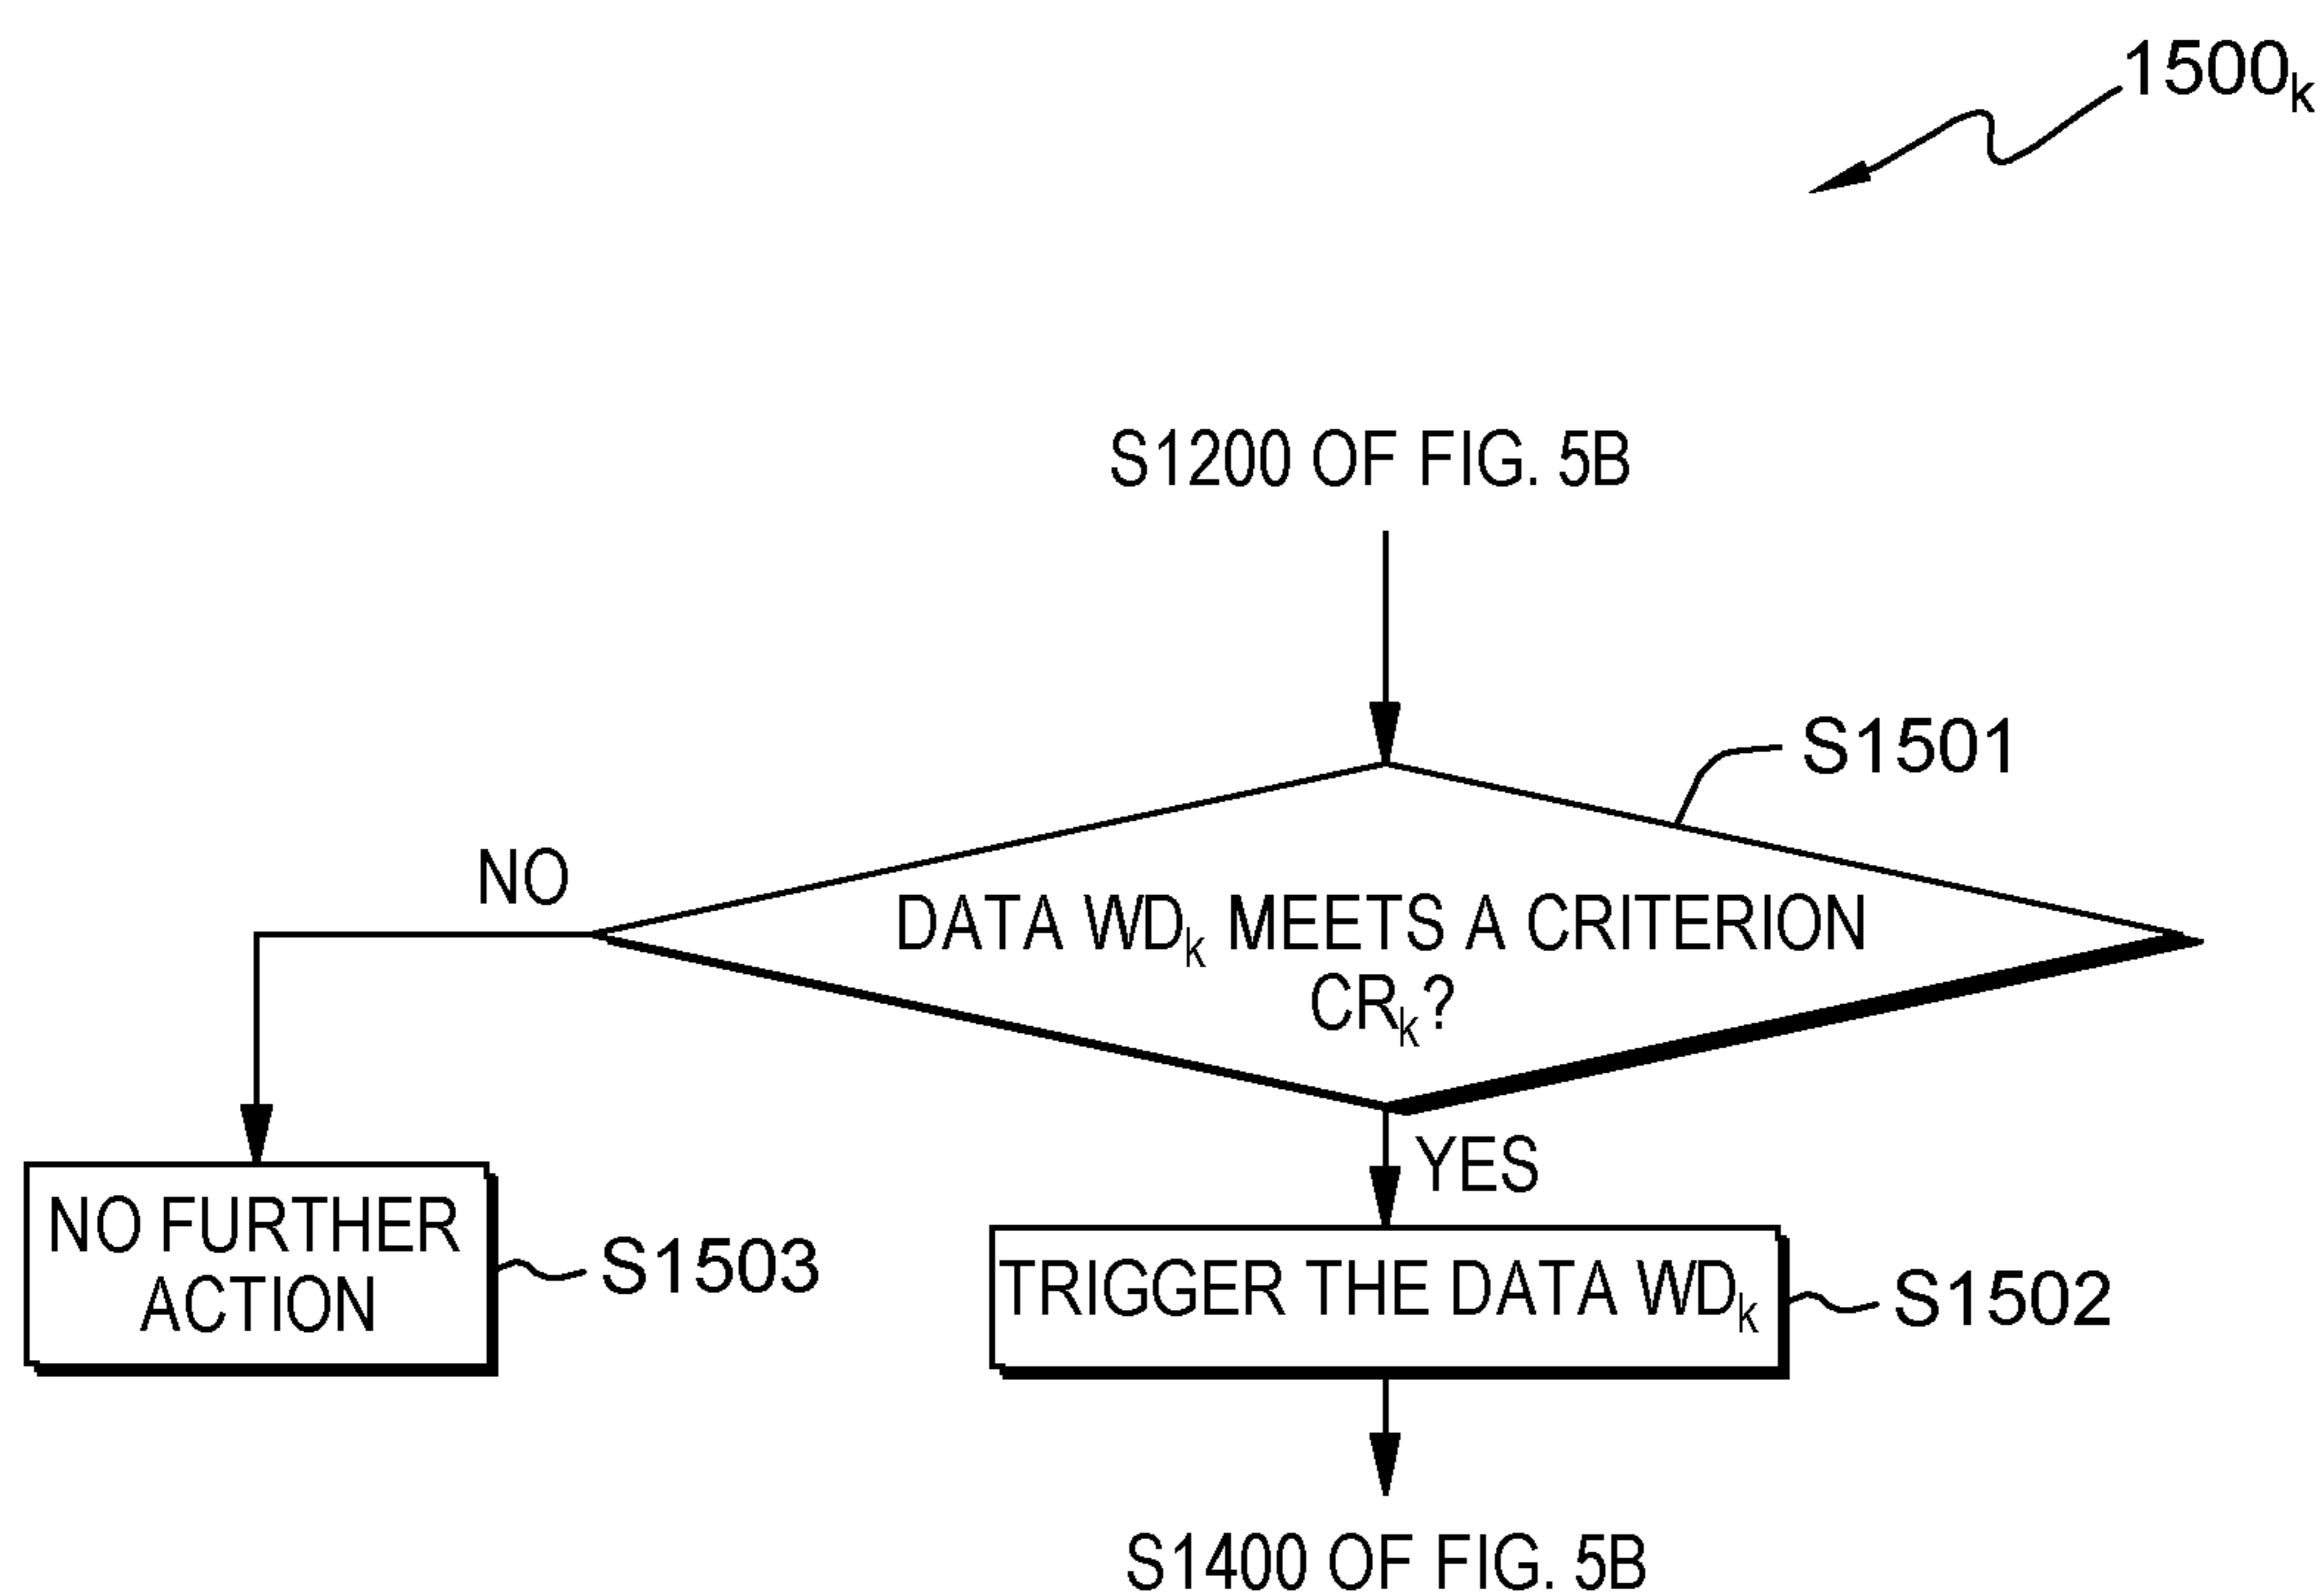 1500k
S1200 OF FIG. 5B
S1501
NO
DATA WDk MEETS A CRITERION
CRk?
YES
NO FURTHER
ACTION
S1503
TRIGGER THE DATA WDk
S1502
S1400 OF FIG. 5B